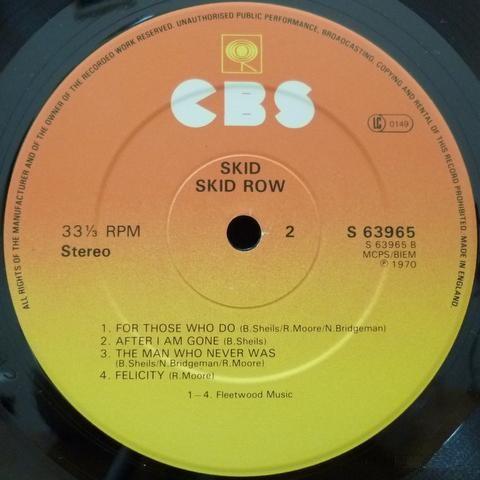 ALL RIGHTS OF THE MANUFACTURER AND OF THE OWNER OF THE RECORDED WORK RESERVED. UNAUTHORISED PUBLIC PERFORMANCE, BROADCASTING, COPYING AND RENTAL OF THIS RECORD PROHIBITED. MADE IN ENGLAND.
CBS
LC 0149
SKID
SKID ROW
33⅓ RPM 2 S 63965
Stereo S 63965 B
MCPS/BIEM
℗ 1970
1. FOR THOSE WHO DO (B.Sheils/R.Moore/N.Bridgeman)
2. AFTER I AM GONE (B.Sheils)
3. THE MAN WHO NEVER WAS
(B.Sheils/N.Bridgeman/R.Moore)
4. FELICITY (R.Moore)
1–4. Fleetwood Music